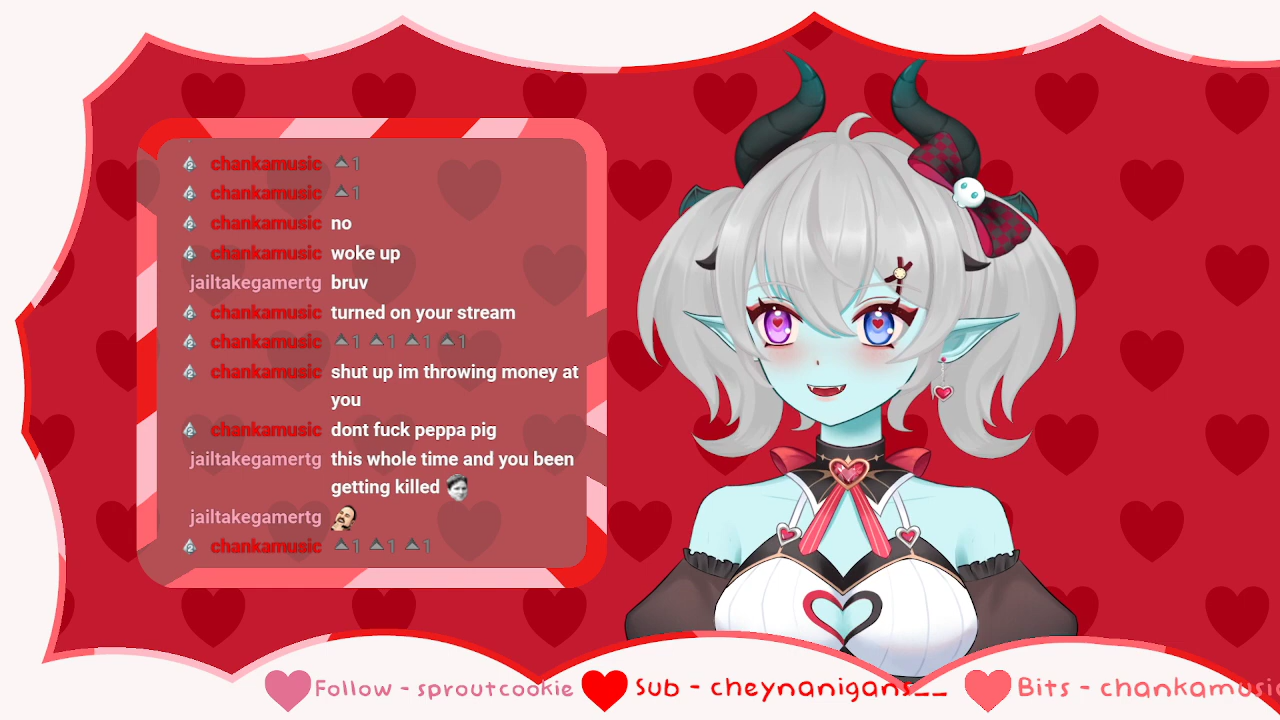 chankamusic 1
chankamusic 1
chankamusic no
chankamusic woke up
jailtakegamertg bruv
chankamusic turned on your stream
chankamusic 1 1 1 1
chankamusic shut up im throwing money at
you
chankamusic dont fuck peppa pig
jailtakegamertg this whole time and you been
getting killed
jailtakegamertg
chankamusic 1 1 1
Follow - sproutcookie Sub - cheynanigans__ Bits - chankamusic